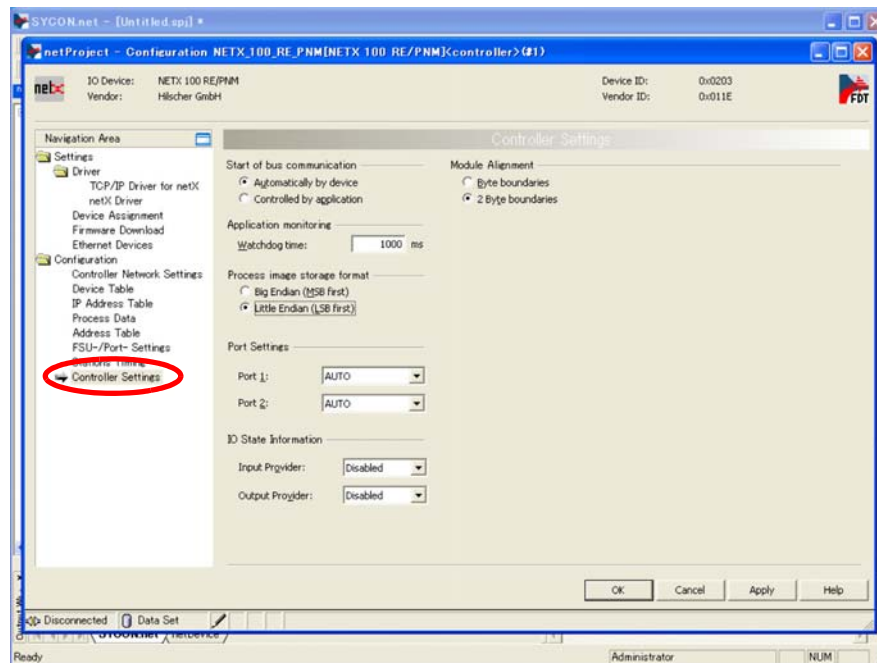 SYCON.net - [Untitled.spj] *
netProject - Configuration NETX_100_RE_PNM[NETX 100 RE/PNM]<controller>(#1)
netx
IO Device: NETX 100 RE/PNM
Vendor: Hilscher GmbH
Device ID: 0x0203
Vendor ID: 0x011E
FDT
Navigation Area
Settings
Driver
TCP/IP Driver for netX
netX Driver
Device Assignment
Firmware Download
Ethernet Devices
Configuration
Controller Network Settings
Device Table
IP Address Table
Process Data
Address Table
FSU-/Port- Settings
Stations Timing
Controller Settings
Controller Settings
Start of bus communication
Automatically by device
Controlled by application
Application monitoring
Watchdog time: 1000 ms
Process image storage format
Big Endian (MSB first)
Little Endian (LSB first)
Port Settings
Port 1: AUTO
Port 2: AUTO
IO State Information
Input Provider: Disabled
Output Provider: Disabled
Module Alignment
Byte boundaries
2 Byte boundaries
OK Cancel Apply Help
Disconnected Data Set
SYCON.net netDevice
Ready Administrator NUM